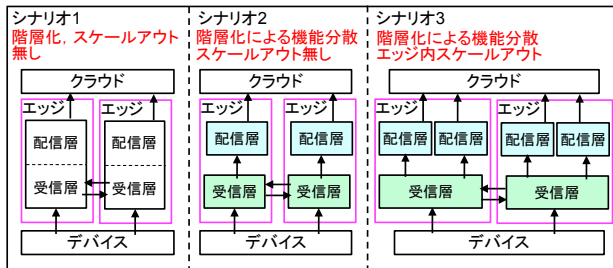 シナリオ1
階層化，スケールアウト
無し
クラウド
エッジ
エッジ
配信層
配信層
受信層
受信層
デバイス
シナリオ2
階層化による機能分散
スケールアウト無し
クラウド
エッジ
エッジ
配信層
配信層
受信層
受信層
デバイス
シナリオ3
階層化による機能分散
エッジ内スケールアウト
クラウド
エッジ
エッジ
配信層
配信層
配信層
配信層
受信層
受信層
デバイス